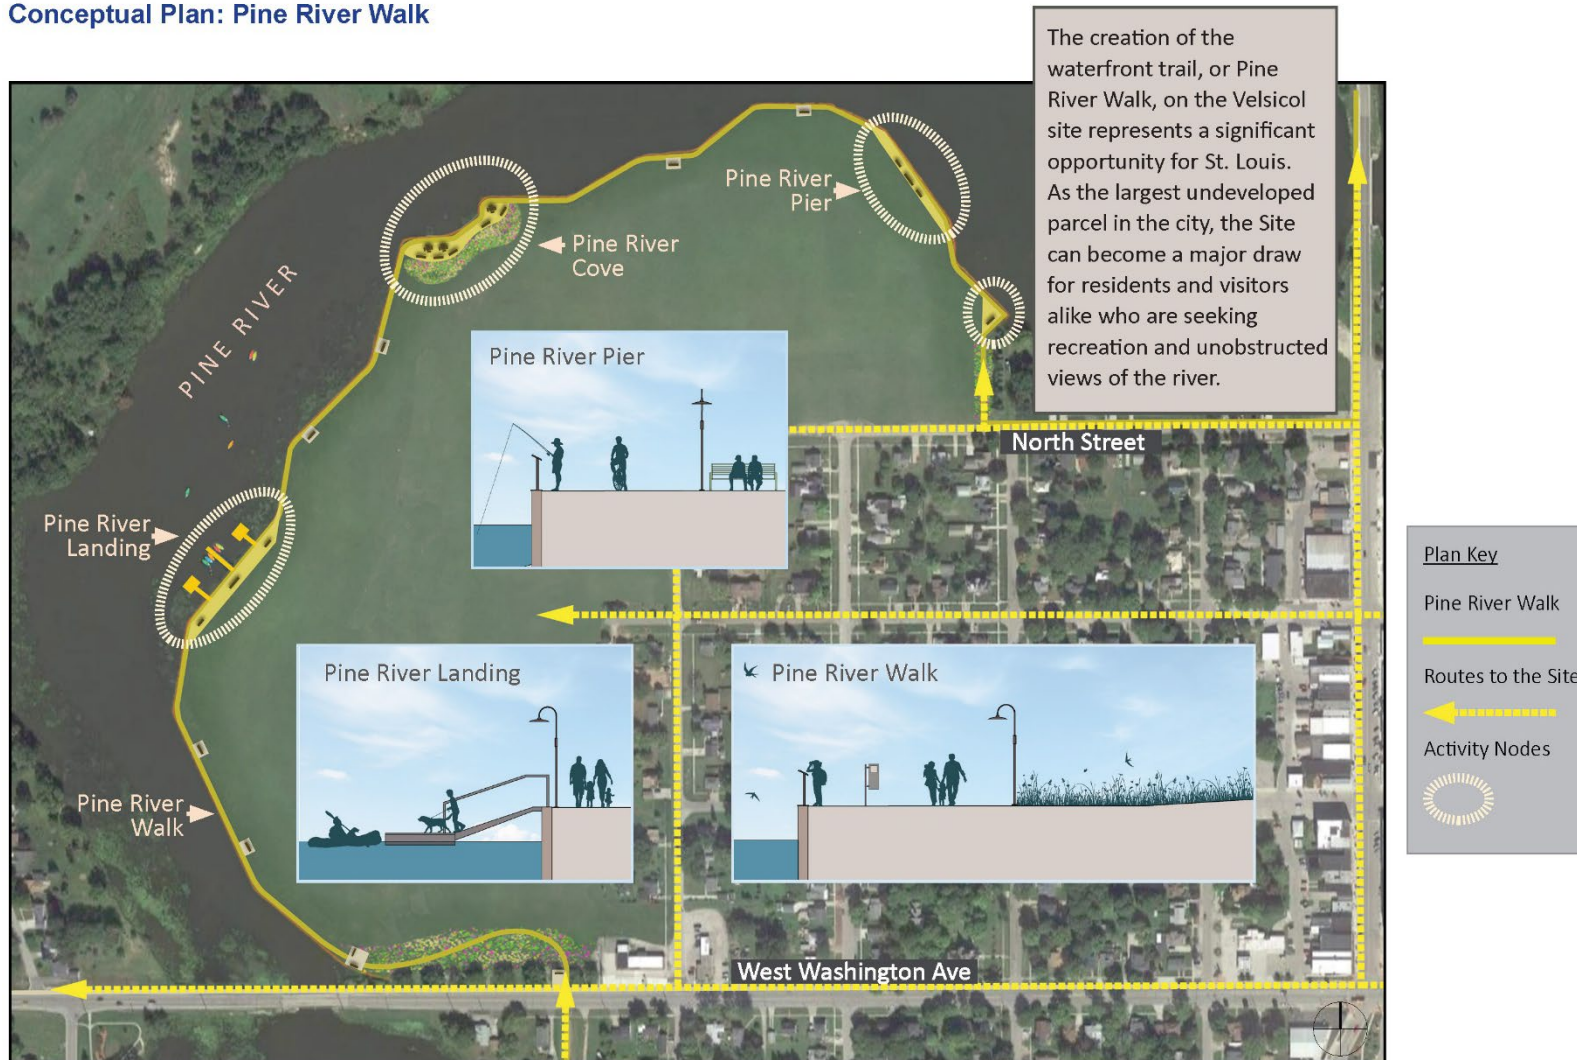 Conceptual Plan: Pine River Walk
The creation of the
waterfront trail, or Pine
River Walk, on the Velsicol
site represents a significant
opportunity for St. Louis.
As the largest undeveloped
parcel in the city, the Site
can become a major draw
for residents and visitors
alike who are seeking
recreation and unobstructed
views of the river.
Pine River
Pier
Pine River
Cove
PINE RIVER
Pine River Pier
North Street
Pine River
Landing
Plan Key
Pine River Walk
Routes to the Site
Activity Nodes
Pine River Landing
Pine River Walk
Pine River
Walk
West Washington Ave